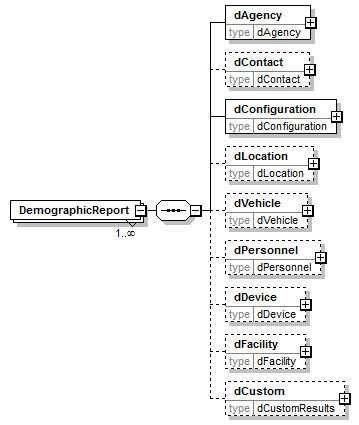 dAgency
type dAgency
dContact
type dContact
dConfiguration
type dConfiguration
dLocation
type dLocation
DemographicReport
1..∞
dVehicle
type dVehicle
dPersonnel
type dPersonnel
dDevice
type dDevice
dFacility
type dFacility
dCustom
type dCustomResults